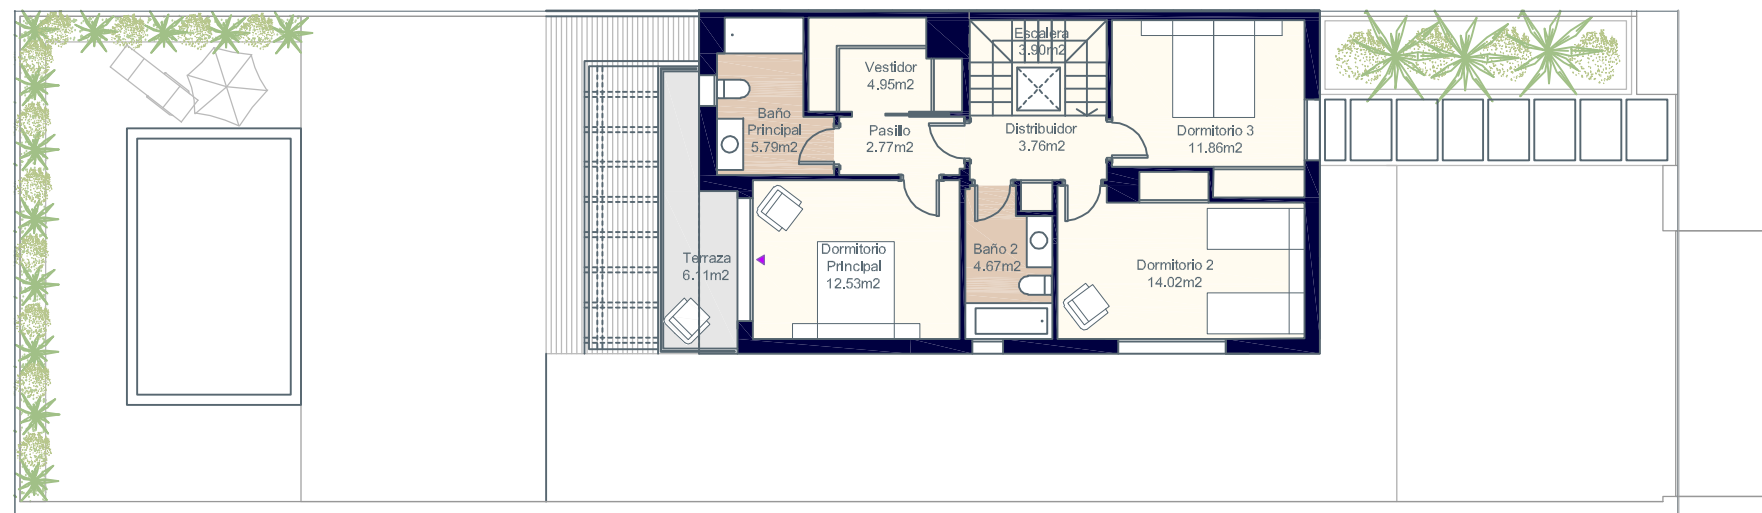 Escalera
3.90m2
Vestidor
4.95m2
Baño
Principal
5.79m2
Pasillo
2.77m2
Distribuidor
3.76m2
Dormitorio 3
11.86m2
Terraza
6.11m2
Dormitorio
Principal
12.53m2
Baño 2
4.67m2
Dormitorio 2
14.02m2